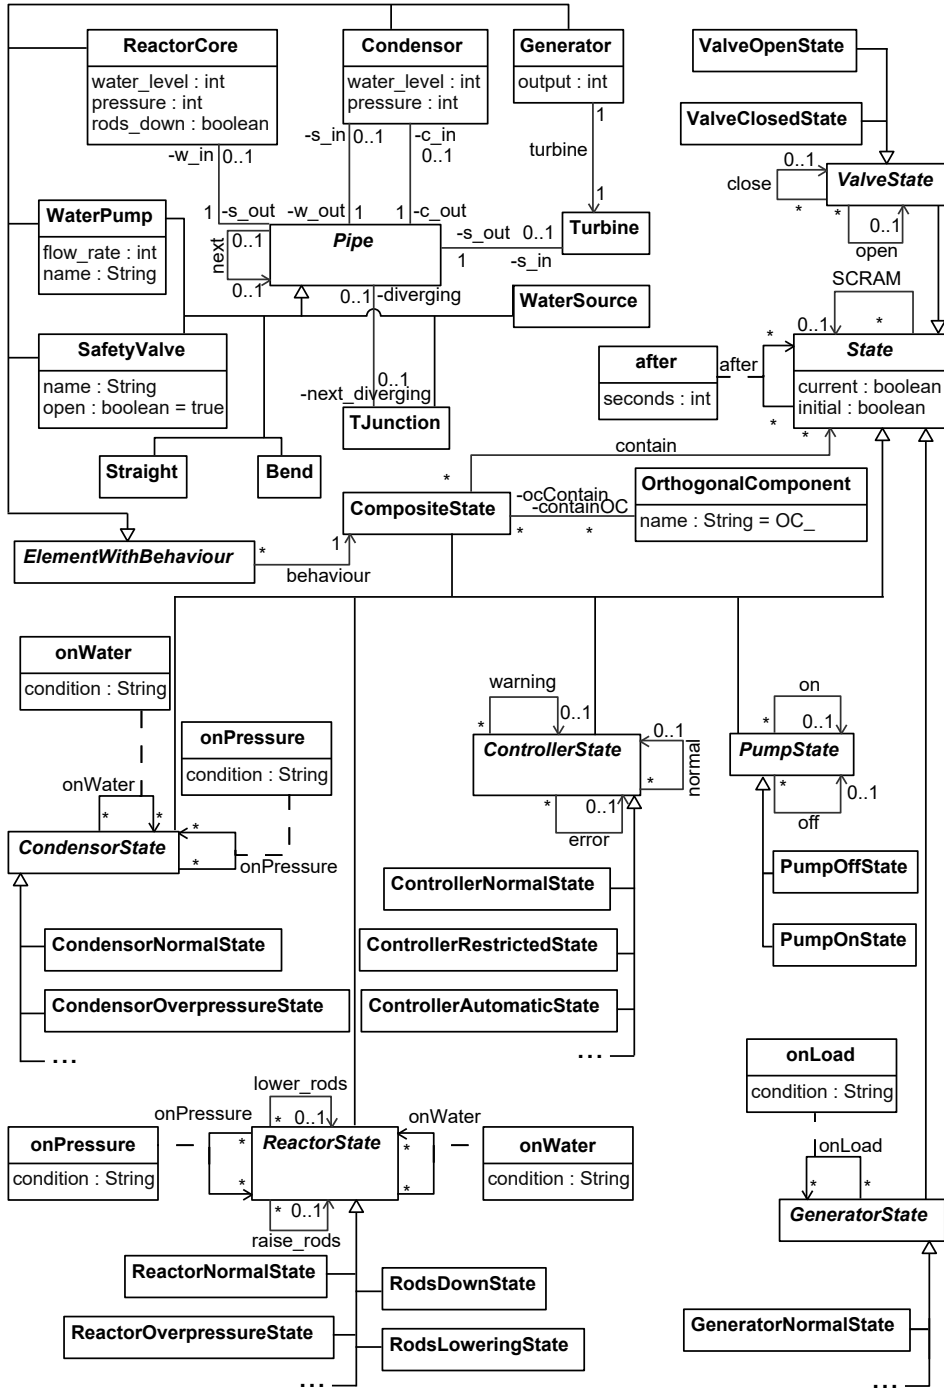 ReactorCore
water_level : int
pressure : int
rods_down : boolean
Condensor
water_level : int
pressure : int
Generator
output : int
ValveOpenState
ValveClosedState
-w_in
0..1
-s_in
0..1
-c_in
0..1
1
turbine
1
0..1
close
*
ValveState
*
0..1
open
WaterPump
flow_rate : int
name : String
1
-s_out
-w_out
1
1
-c_out
next
0..1
0..1
Pipe
-s_out
0..1
1
-s_in
Turbine
0..1
-diverging
WaterSource
SCRAM
0..1
*
SafetyValve
name : String
open : boolean = true
0..1
-next_diverging
TJunction
after
seconds : int
after
*
*
State
current : boolean
initial : boolean
*
*
Straight
Bend
contain
*
CompositeState
-ocContain
-containOC
*
*
OrthogonalComponent
name : String = OC_
ElementWithBehaviour
*
1
behaviour
onWater
condition : String
onPressure
condition : String
onWater
*
*
CondensorState
*
*
onPressure
warning
*
0..1
ControllerState
0..1
*
normal
*
0..1
error
on
*
0..1
PumpState
*
0..1
off
CondensorNormalState
CondensorOverpressureState
...
ControllerNormalState
ControllerRestrictedState
ControllerAutomaticState
...
PumpOffState
PumpOnState
onLoad
condition : String
onLoad
*
*
GeneratorState
lower_rods
*
0..1
onPressure
onPressure
condition : String
*
*
ReactorState
onWater
*
*
onWater
condition : String
*
0..1
raise_rods
ReactorNormalState
RodsDownState
ReactorOverpressureState
RodsLoweringState
...
GeneratorNormalState
...